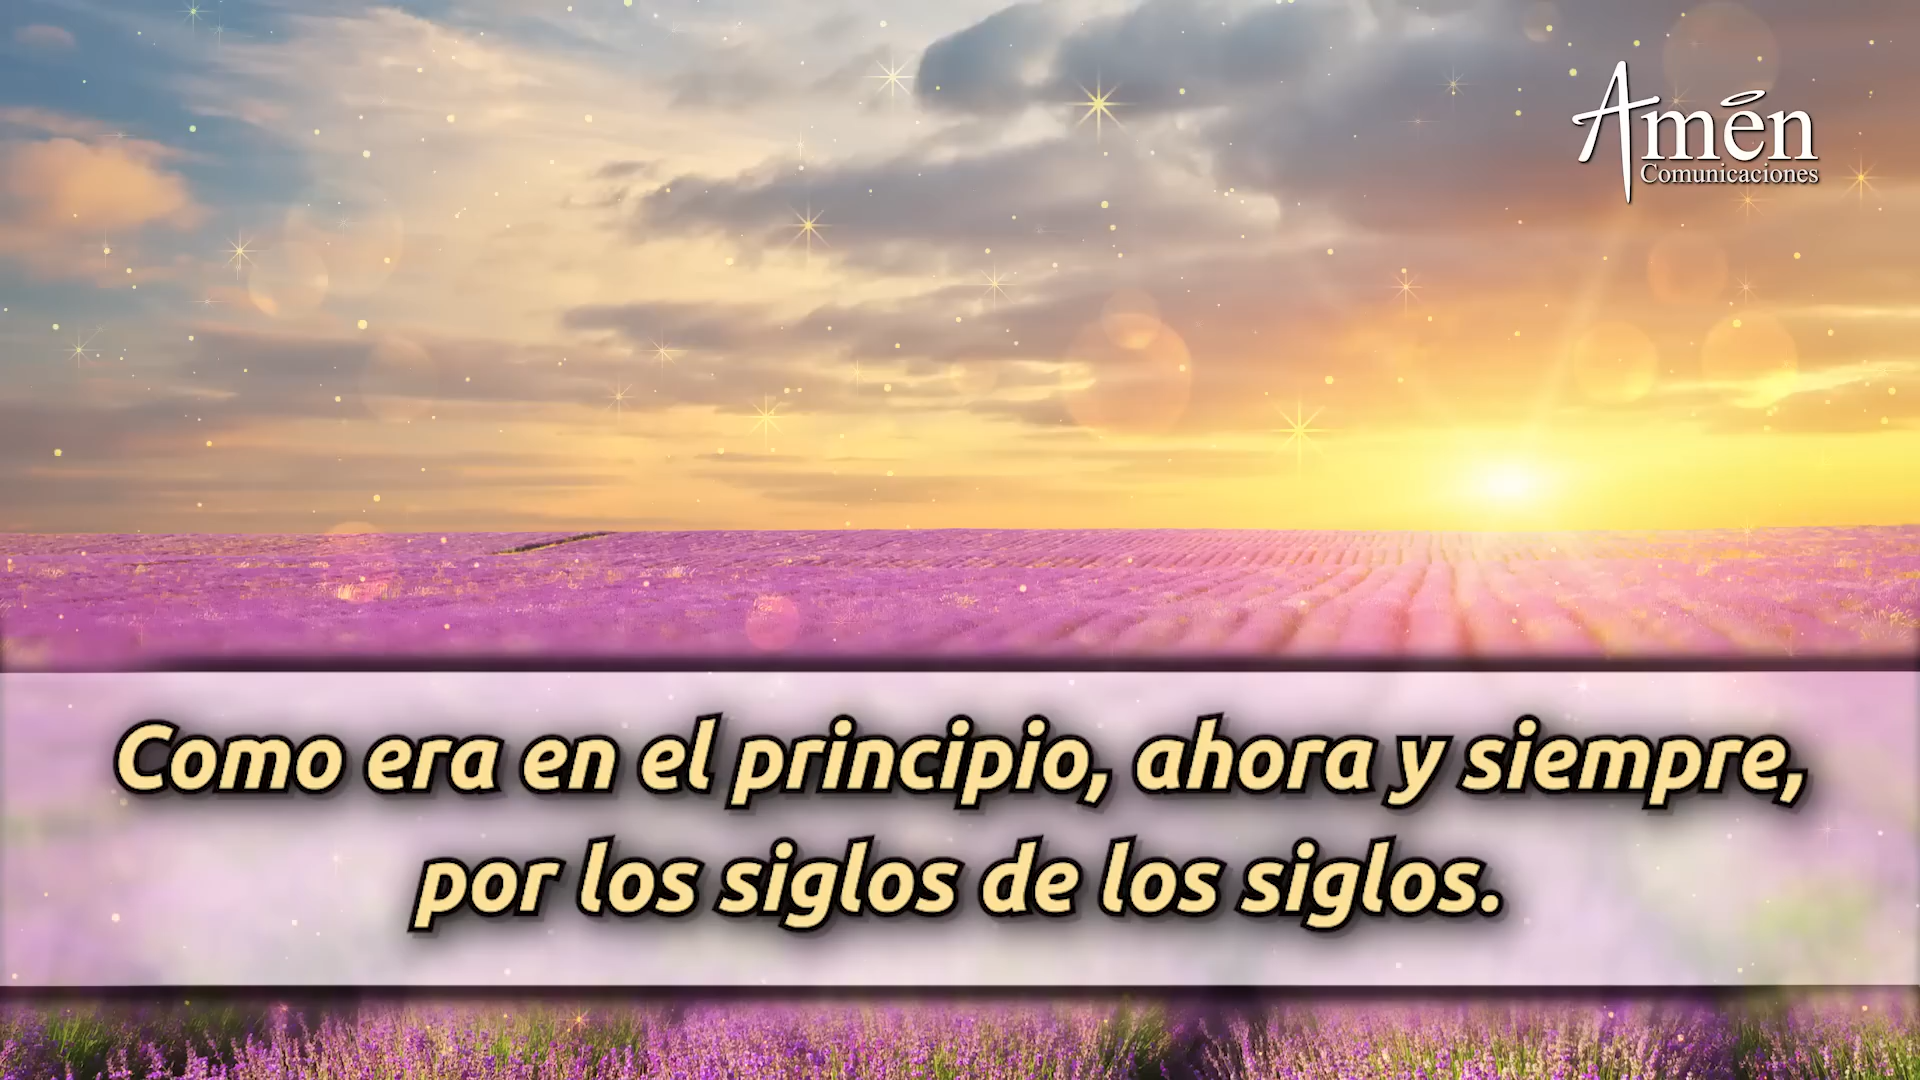 Amén
Comunicaciones
Como era en el principio, ahora y siempre,
por los siglos de los siglos.